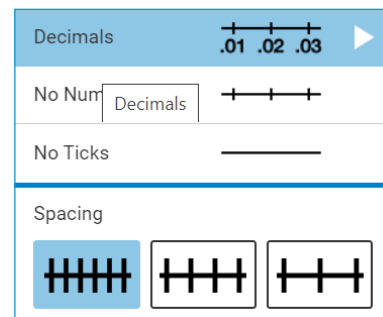 Decimals .01 .02 .03
No Num
Decimals
No Ticks
Spacing